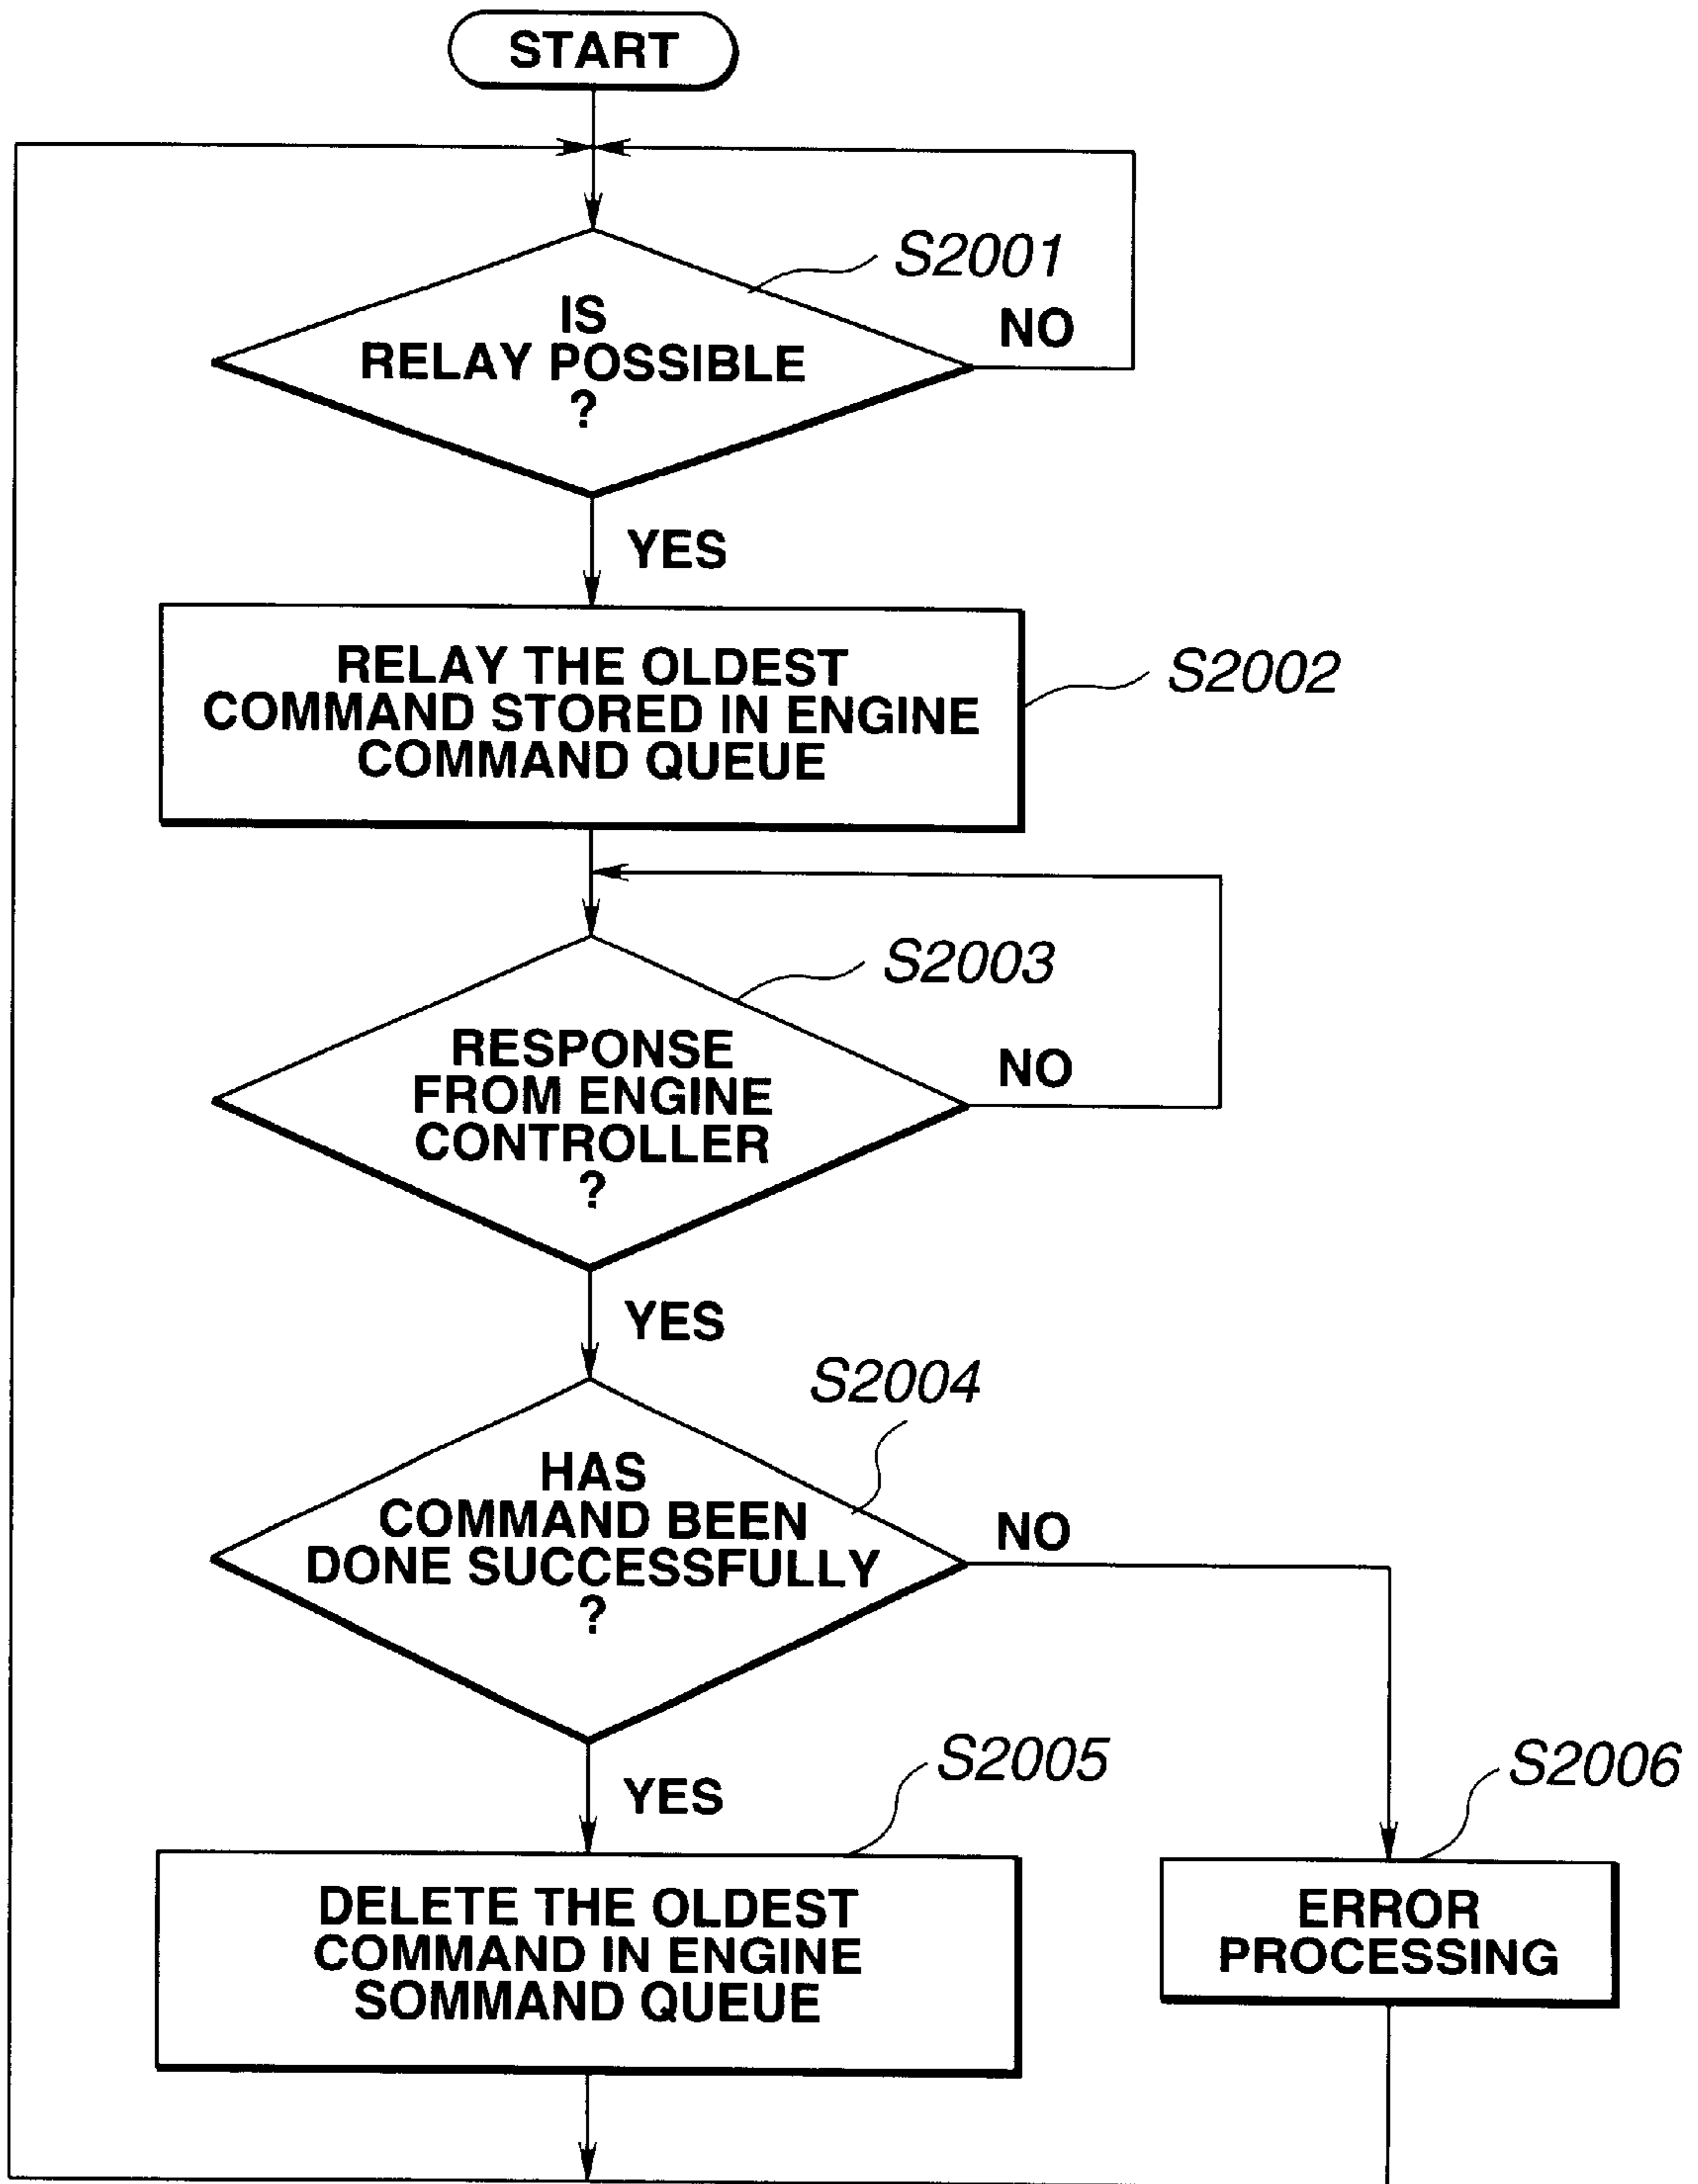 START
S2001
IS
RELAY POSSIBLE
?
NO
YES
RELAY THE OLDEST
COMMAND STORED IN ENGINE
COMMAND QUEUE
S2002
S2003
RESPONSE
FROM ENGINE
CONTROLLER
?
NO
YES
S2004
HAS
COMMAND BEEN
DONE SUCCESSFULLY
?
NO
YES
S2005
S2006
DELETE THE OLDEST
COMMAND IN ENGINE
SOMMAND QUEUE
ERROR
PROCESSING